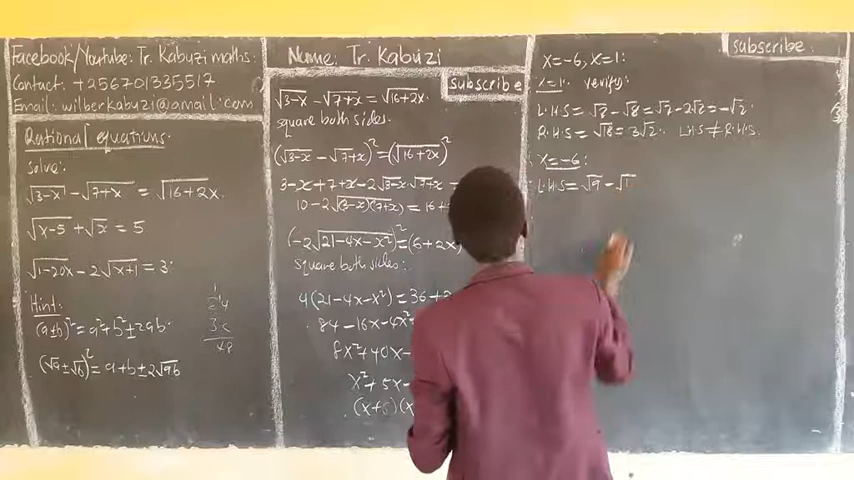 Facebook/Youtube: Tr. Kabuzi maths:
Contact: +256701335517
Email: wilberkabuzi@gmail.com
Rational equations.
Solve:
√(3-x) - √(7+x) = √(16+2x).
√(x-5) + √x = 5
√(1-20x) - 2√(x+1) = 3.
Hint:
(a±b)² = a²+b²±2ab.
(√a±√b)² = a+b±2√ab
Name: Tr. Kabuzi
subscribe
√(3-x) - √(7+x) = √(16+2x).
square both sides.
(√(3-x) - √(7+x))² = (√(16+2x))²
3-x+7+x-2√(3-x).√(7+x) =
10-2√((3-x)(7+x)) = 16+
(-2√(21-4x-x²))² = (6+2x)²
square both sides:
4(21-4x-x²) = 36+2
84-16x-4x²
8x²+40x-
x²+5x-
(x+6)(x
subscribe
x=-6, x=1:
x=1. verify:
L.H.S = √2 - √8 = √2 - 2√2 = -√2.
R.H.S = √18 = 3√2. L.H.S ≠ R.H.S.
x=-6:
L.H.S = √9 - √1